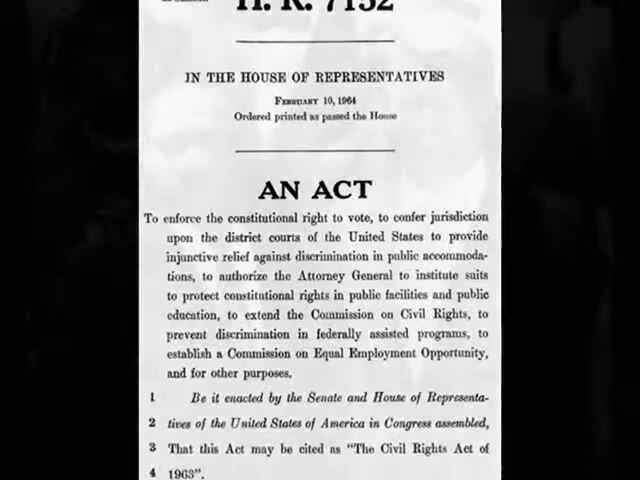 H. R. 7152
IN THE HOUSE OF REPRESENTATIVES
FEBRUARY 10, 1964
Ordered printed as passed the House
AN ACT
To enforce the constitutional right to vote, to confer jurisdiction
upon the district courts of the United States to provide
injunctive relief against discrimination in public accommoda-
tions, to authorize the Attorney General to institute suits
to protect constitutional rights in public facilities and public
education, to extend the Commission on Civil Rights, to
prevent discrimination in federally assisted programs, to
establish a Commission on Equal Employment Opportunity,
and for other purposes.
1 Be it enacted by the Senate and House of Representa-
2 tives of the United States of America in Congress assembled,
3 That this Act may be cited as "The Civil Rights Act of
4 1963".